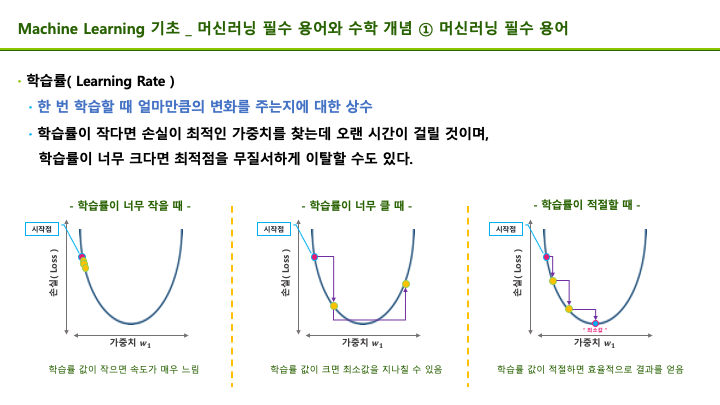 Machine Learning 기초 _ 머신러닝 필수 용어와 수학 개념 ① 머신러닝 필수 용어
· 학습률( Learning Rate )
· 한 번 학습할 때 얼마만큼의 변화를 주는지에 대한 상수
· 학습률이 작다면 손실이 최적인 가중치를 찾는데 오랜 시간이 걸릴 것이며,
학습률이 너무 크다면 최적점을 무질서하게 이탈할 수도 있다.
- 학습률이 너무 작을 때 -
시작점
손실( Loss )
가중치 w₁
학습률 값이 작으면 속도가 매우 느림
- 학습률이 너무 클 때 -
시작점
손실( Loss )
가중치 w₁
학습률 값이 크면 최소값을 지나칠 수 있음
- 학습률이 적절할 때 -
시작점
손실( Loss )
" 최소값 "
가중치 w₁
학습률 값이 적절하면 효율적으로 결과를 얻음